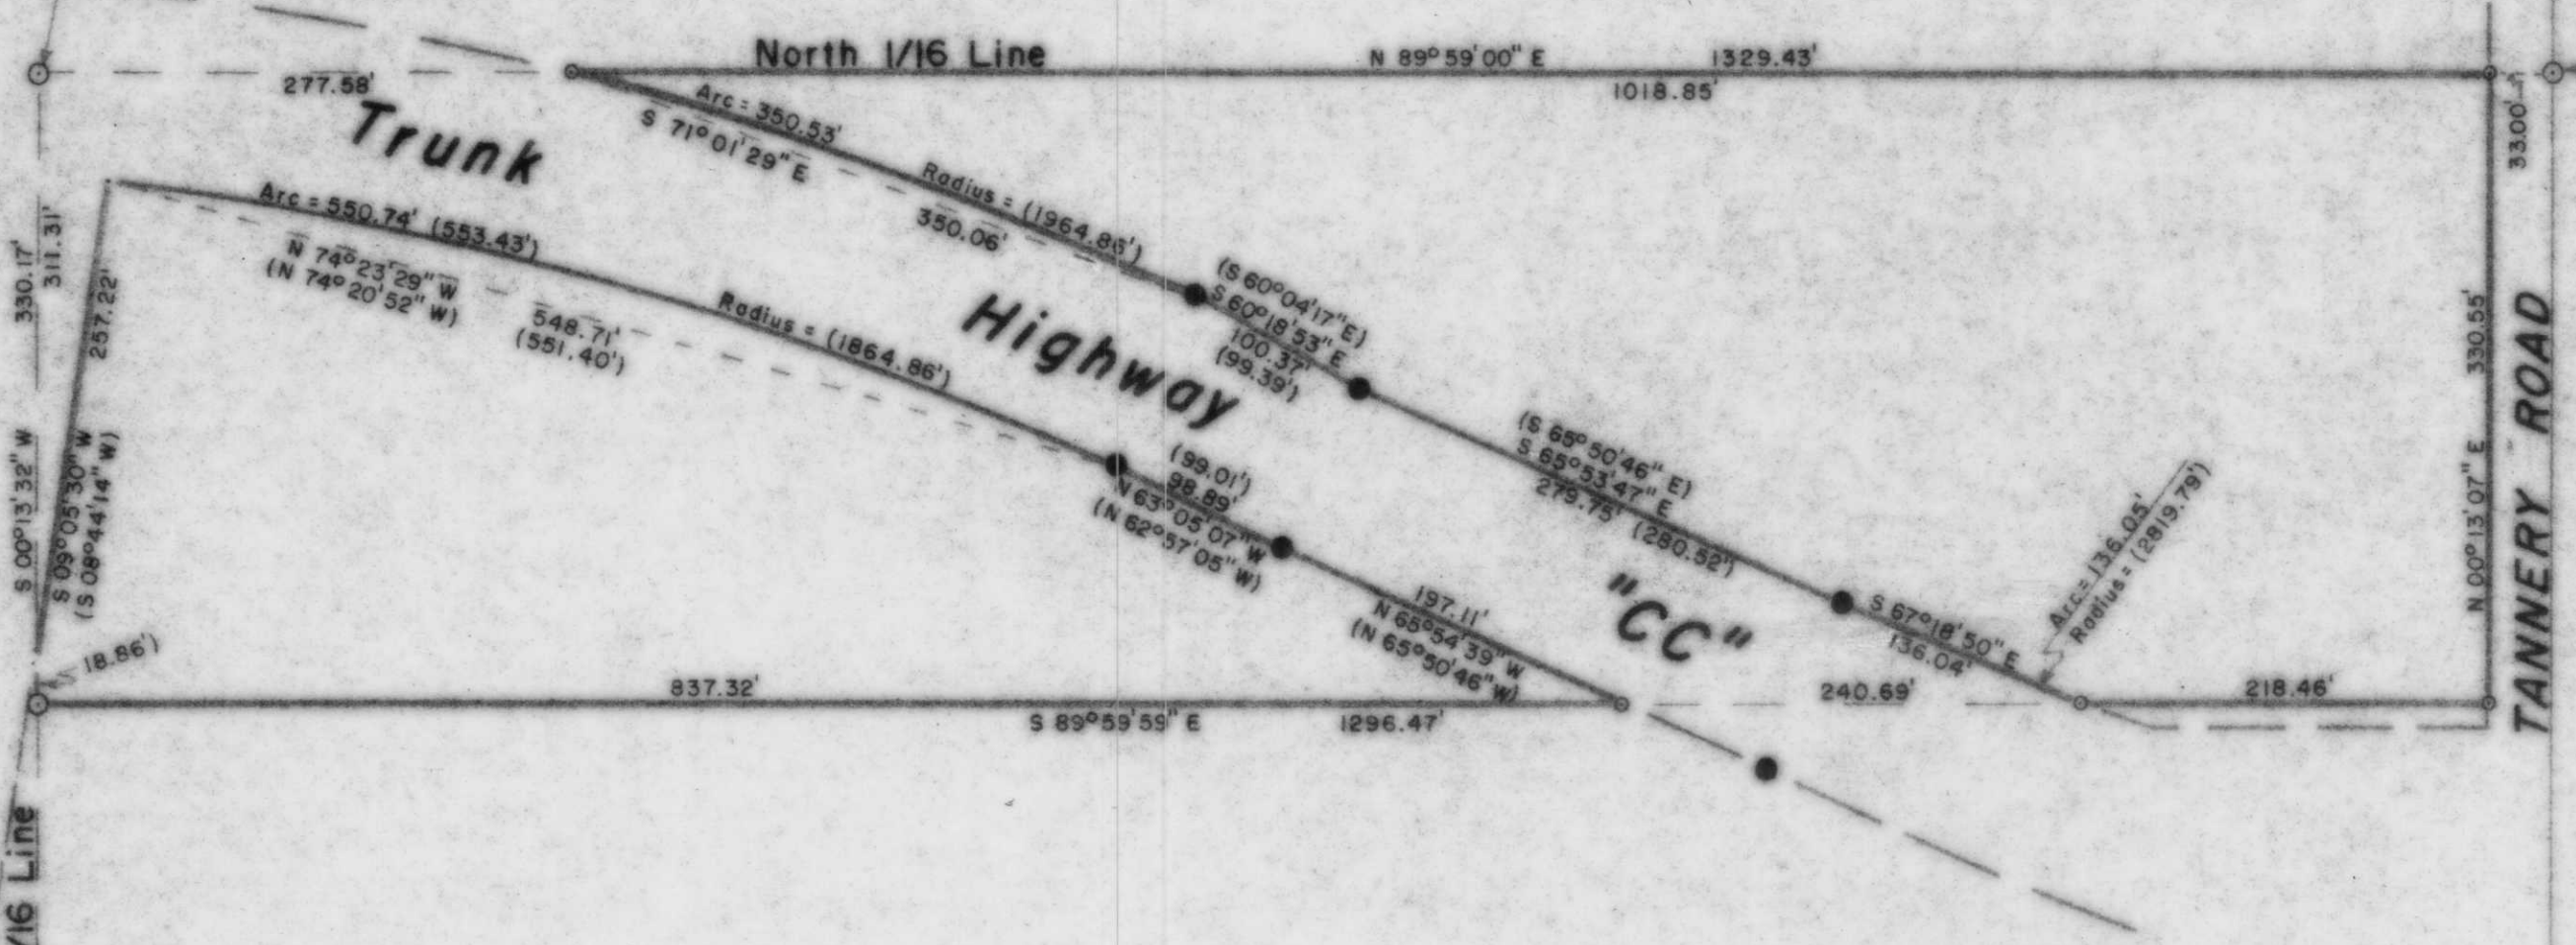 North 1/16 Line
N 89°59'00" E
1329.43'
277.58'
1018.85'
33.00'
Trunk
Arc = 350.53'
S 71°01'29" E
Radius = (1964.86')
350.06'
Arc = 550.74' (553.43')
N 74°23'29" W
(N 74°20'52" W)
548.71'
(551.40')
Radius = (1864.86')
330.17'
311.31'
257.22'
Highway
(S 60°04'17" E)
S 60°18'53" E
100.37'
(99.39')
(S 65°50'46" E)
S 65°53'47" E
279.75' (280.52')
330.55'
N 00°13'07" E
TANNERY ROAD
S 00°13'32" W
S 09°05'30" W
(S 08°44'14" W)
(99.01')
98.89'
N 63°05'07" W
(N 62°57'05" W)
197.11'
N 65°54'39" W
(N 65°50'46" W)
"CC"
Arc = 136.05'
Radius = (2819.79')
S 67°18'50" E
136.04'
18.86')
837.32'
240.69'
218.46'
S 89°59'59" E
1296.47'
/16 Line